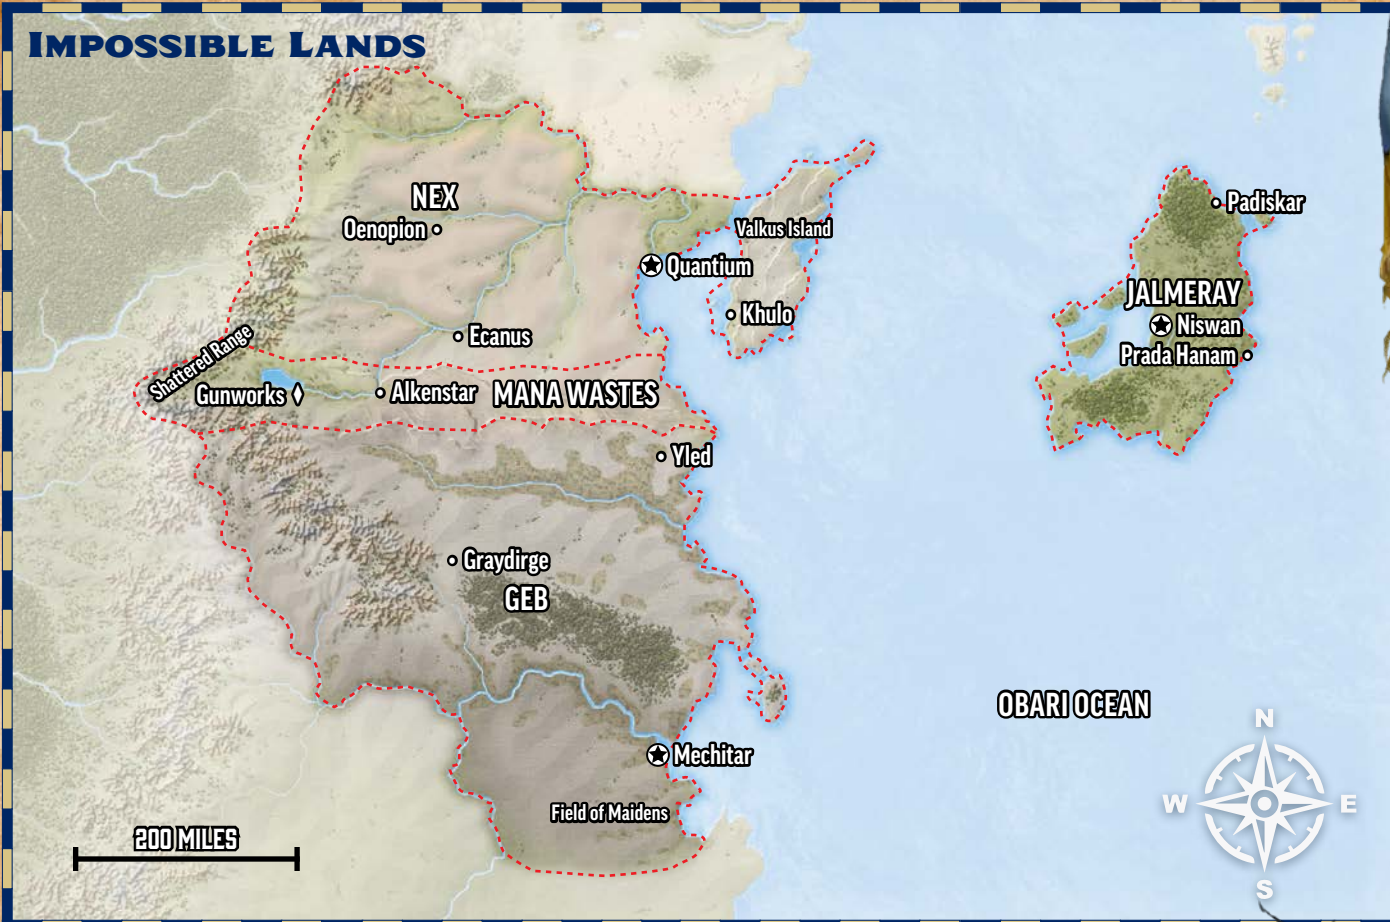 IMPOSSIBLE LANDS
NEX
Oenopion
Quantium
Valkus Island
Khulo
Ecanus
Padiskar
JALMERAY
Niswan
Prada Hanam
Shattered Range
Gunworks
Alkenstar
MANA WASTES
Yled
Graydirge
GEB
OBARI OCEAN
Mechitar
Field of Maidens
200 MILES
N
W
E
S